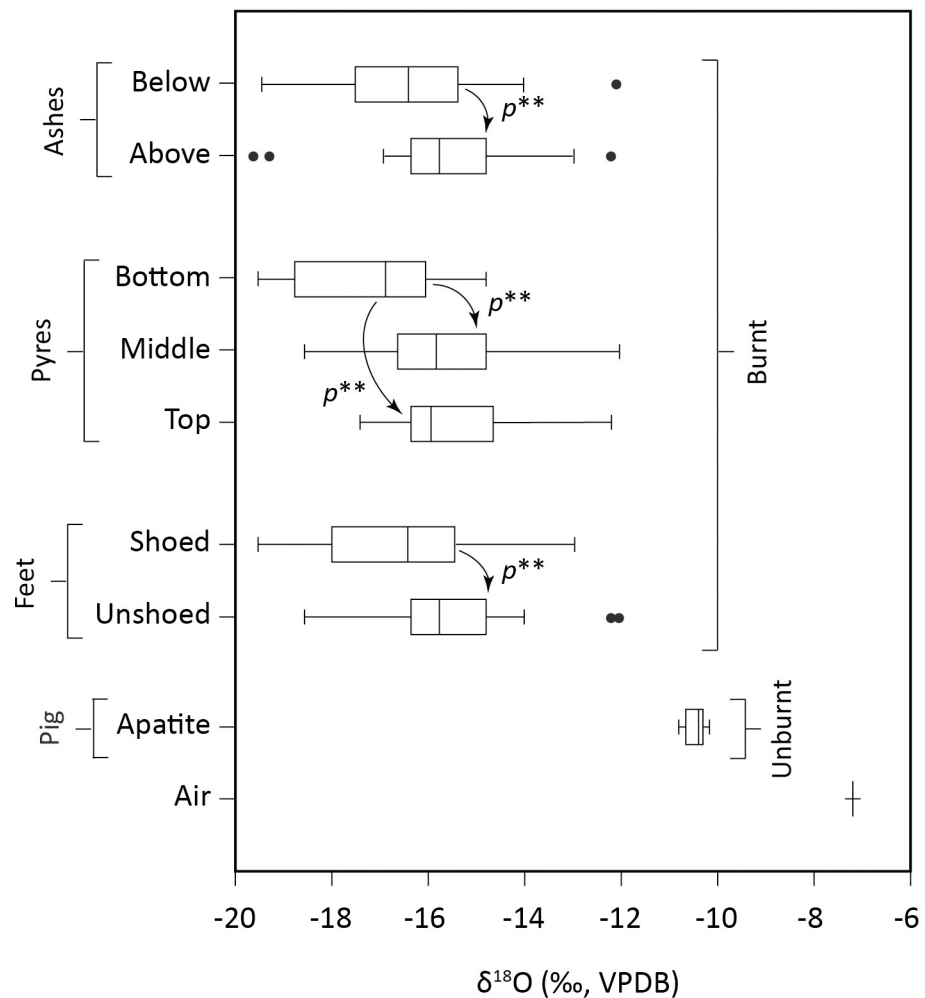 Ashes
Below
p**
Above
Pyres
Bottom
p**
Middle
p**
Top
Burnt
Feet
Shoed
p**
Unshoed
Pig
Apatite
Unburnt
Air
-20 -18 -16 -14 -12 -10 -8 -6
δ¹⁸O (‰, VPDB)